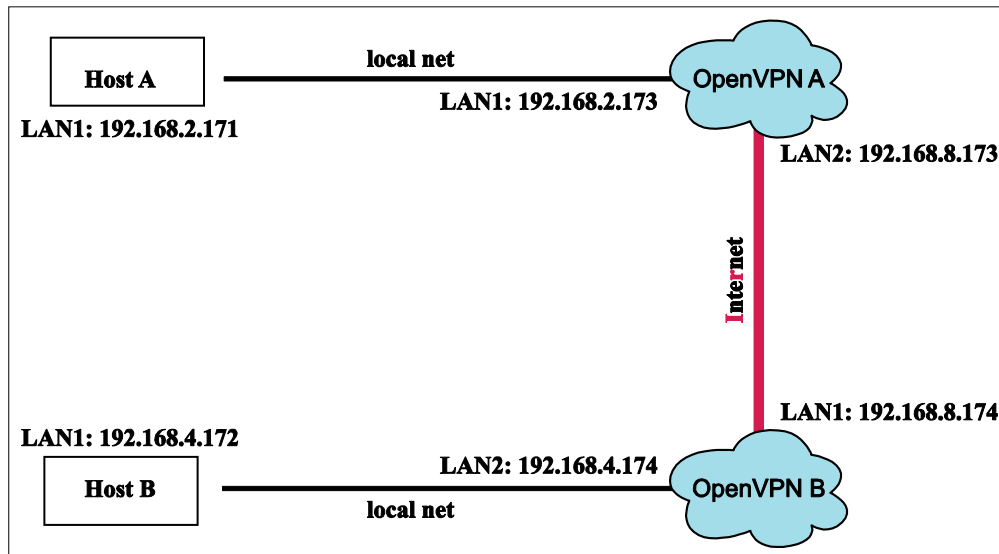 local net
OpenVPN A
Host A
LAN1: 192.168.2.173
LAN1: 192.168.2.171
LAN2: 192.168.8.173
Internet
LAN1: 192.168.8.174
LAN1: 192.168.4.172
LAN2: 192.168.4.174
Host B
OpenVPN B
local net